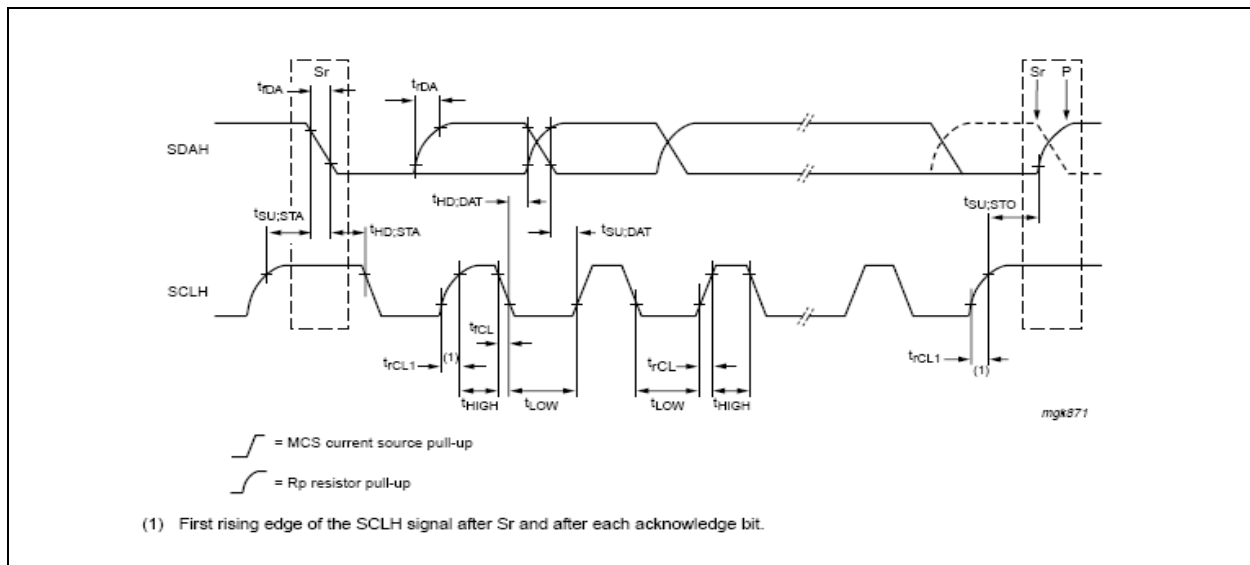 Sr
Sr P
tfDA
trDA
SDAH
tHD;DAT
tSU;STO
tSU;STA
tHD;STA
tSU;DAT
SCLH
tfCL
trCL1
(1)
trCL
trCL1
(1)
tHIGH
tLOW
tLOW
tHIGH
mgk871
= MCS current source pull-up
= Rp resistor pull-up
(1) First rising edge of the SCLH signal after Sr and after each acknowledge bit.